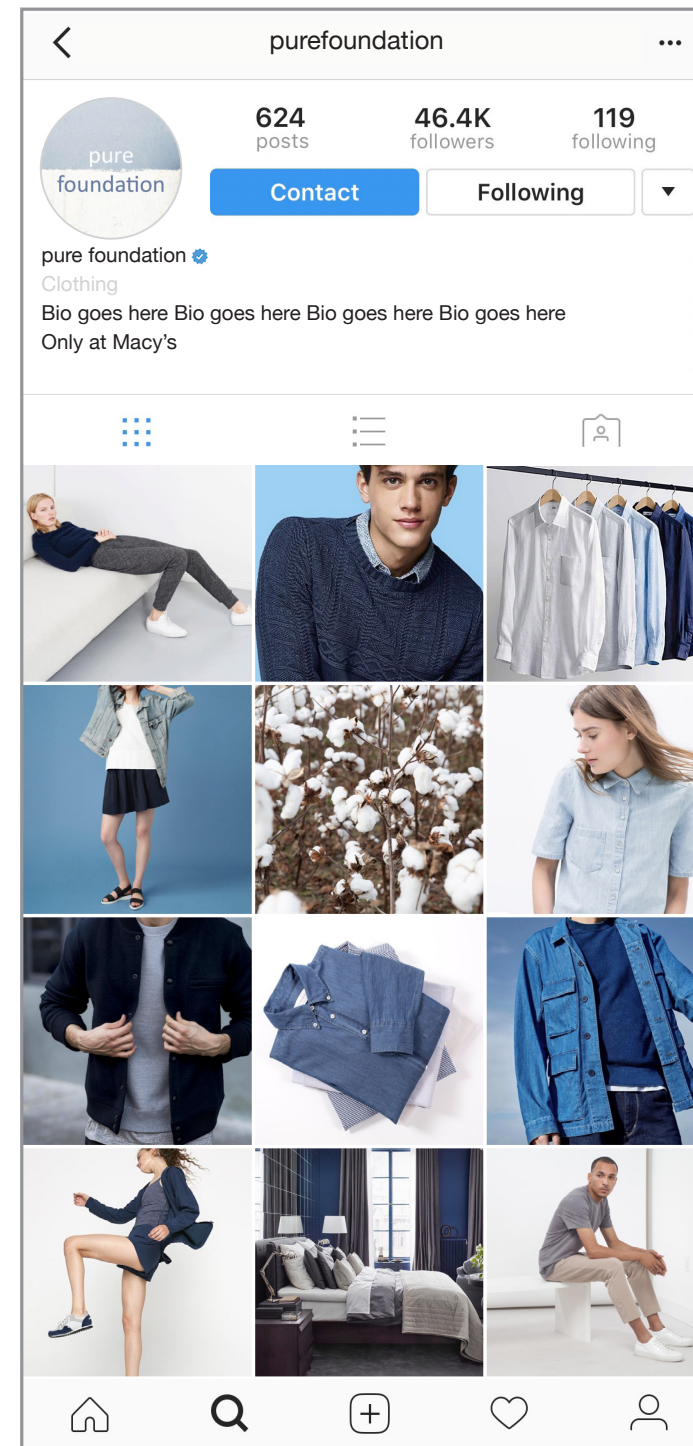 purefoundation
624
posts
46.4K
followers
119
following
pure
foundation
Contact
Following
pure foundation
Clothing
Bio goes here Bio goes here Bio goes here Bio goes here
Only at Macy’s